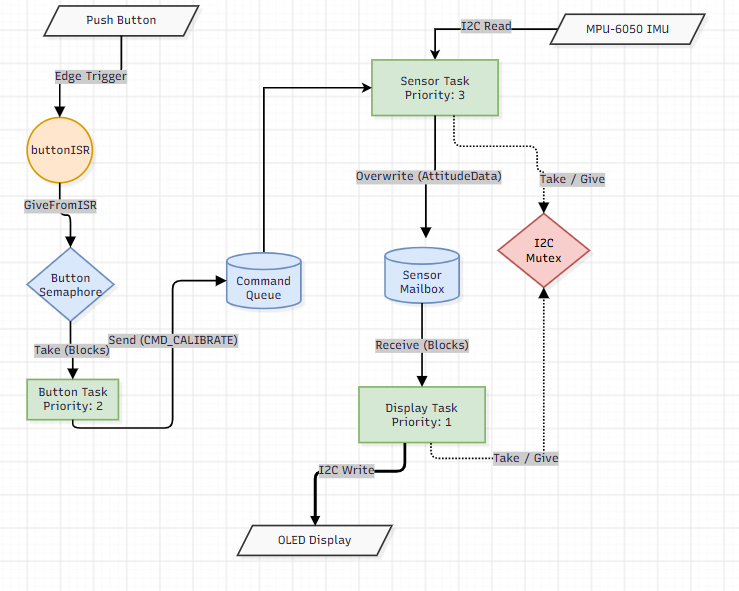 Push Button
MPU-6050 IMU
I2C Read
Edge Trigger
Sensor Task
Priority: 3
buttonISR
Overwrite (AttitudeData)
Take / Give
GiveFromISR
I2C
Mutex
Button
Semaphore
Command
Queue
Sensor
Mailbox
Send (CMD_CALIBRATE)
Take (Blocks)
Receive (Blocks)
Button Task
Priority: 2
Display Task
Priority: 1
Take / Give
I2C Write
OLED Display